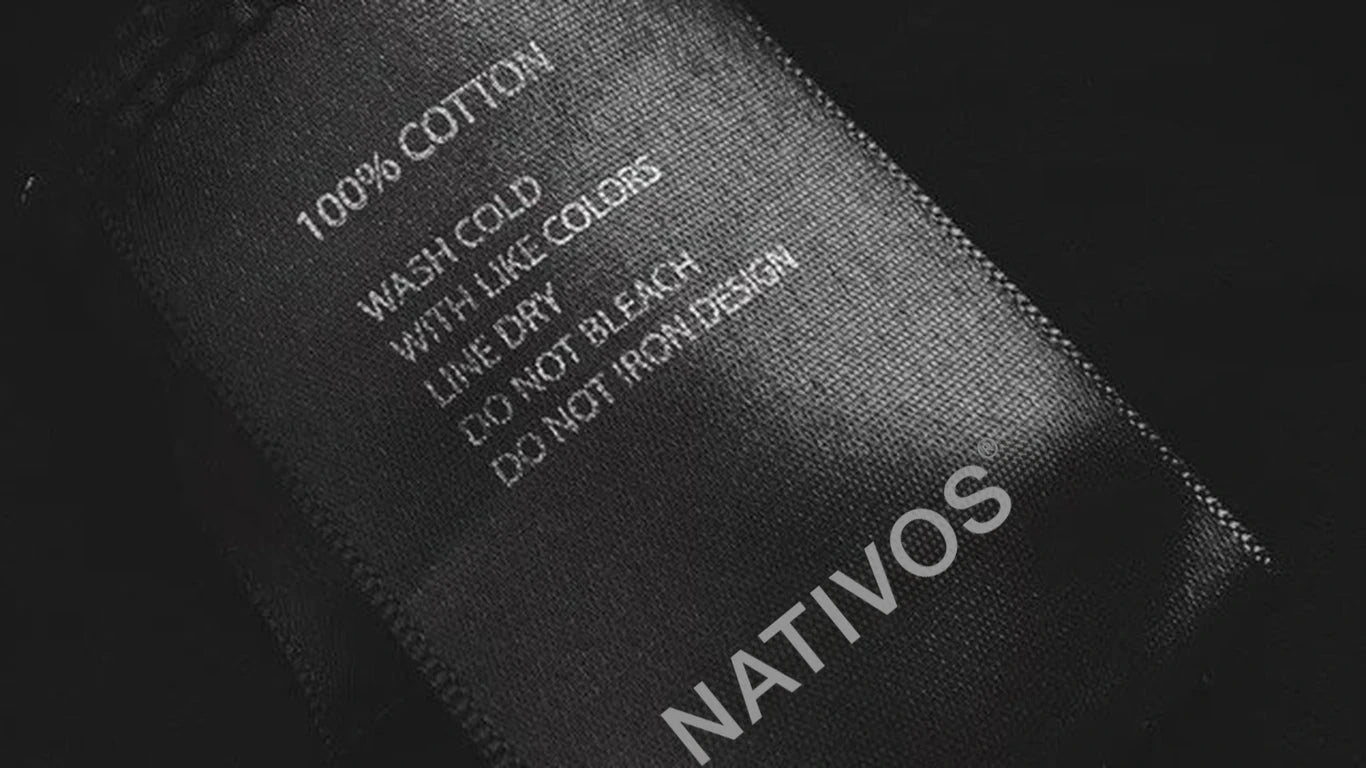 100% COTTON
WASH COLD
WITH LIKE COLORS
LINE DRY
DO NOT BLEACH
DO NOT IRON DESIGN
NATIVOS®